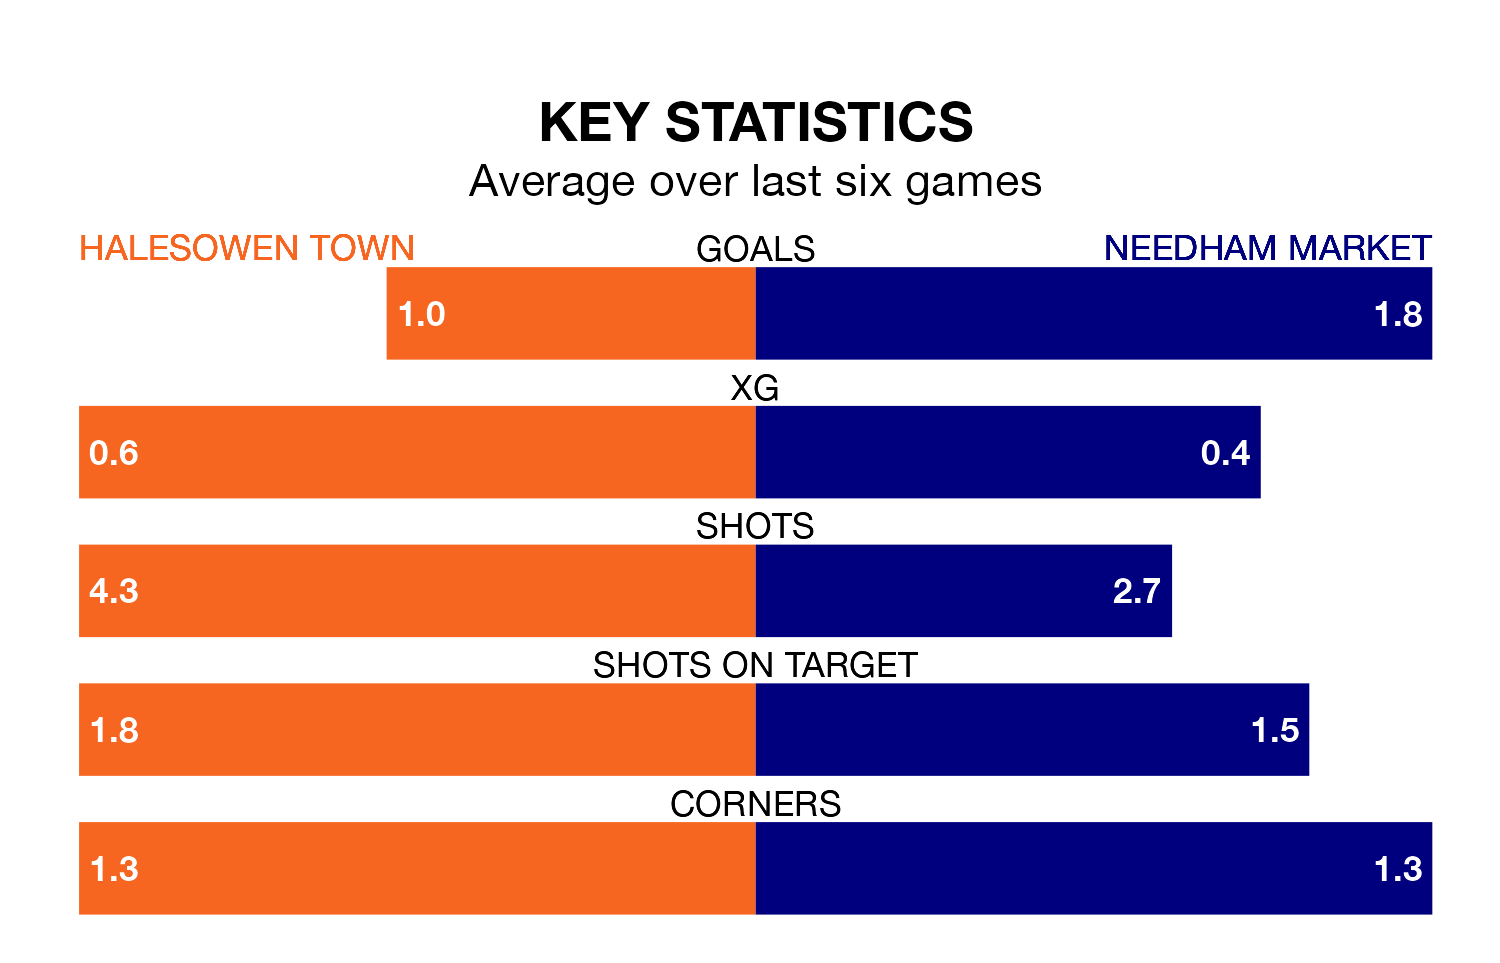 KEY STATISTICS
Average over last six games
HALESOWEN TOWN GOALS NEEDHAM MARKET
1.0 1.8
XG
0.6 0.4
SHOTS
4.3 2.7
SHOTS ON TARGET
1.8 1.5
CORNERS
1.3 1.3